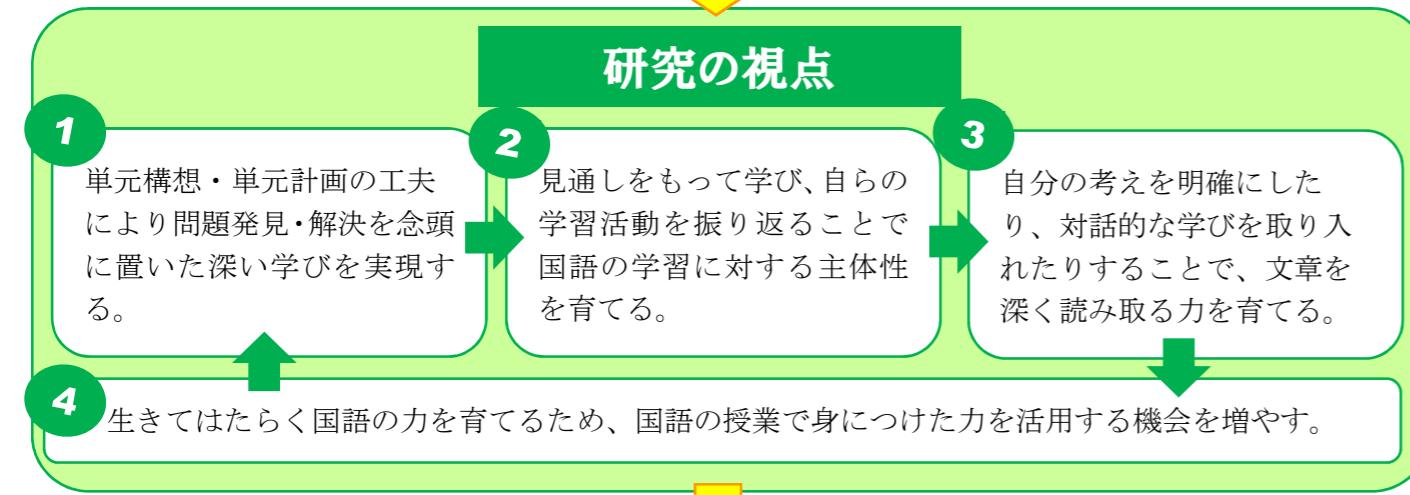 研究の視点
1
単元構想・単元計画の工夫
により問題発見・解決を念頭
に置いた深い学びを実現す
る。
2
見通しをもって学び、自らの
学習活動を振り返ることで
国語の学習に対する主体性
を育てる。
3
自分の考えを明確にした
り、対話的な学びを取り入
れたりすることで、文章を
深く読み取る力を育てる。
4
生きてはたらく国語の力を育てるため、国語の授業で身につけた力を活用する機会を増やす。